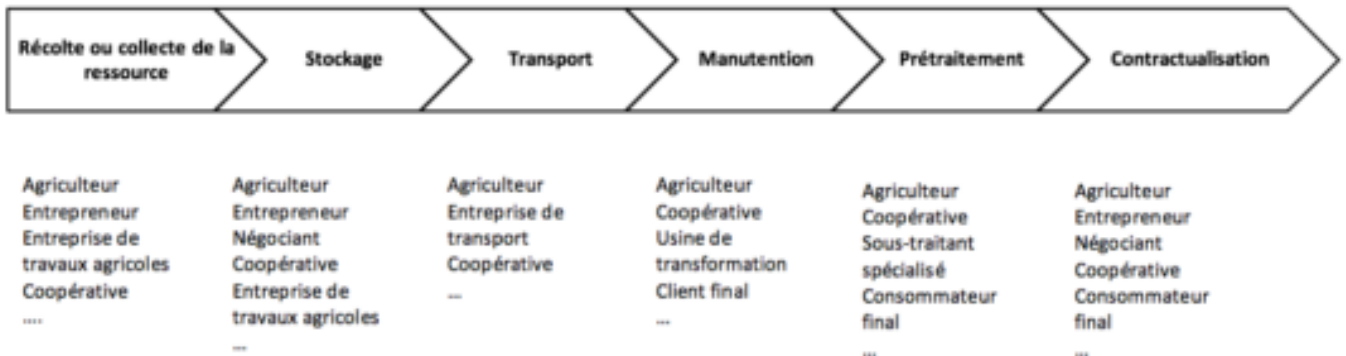 Récolte ou collecte de la
ressource
Stockage
Transport
Manutention
Prétraitement
Contractualisation
Agriculteur
Entrepreneur
Entreprise de
travaux agricoles
Coopérative
....
Agriculteur
Entrepreneur
Négociant
Coopérative
Entreprise de
travaux agricoles
...
Agriculteur
Entreprise de
transport
Coopérative
...
Agriculteur
Coopérative
Usine de
transformation
Client final
...
Agriculteur
Coopérative
Sous-traitant
spécialisé
Consommateur
final
...
Agriculteur
Entrepreneur
Négociant
Coopérative
Consommateur
final
...